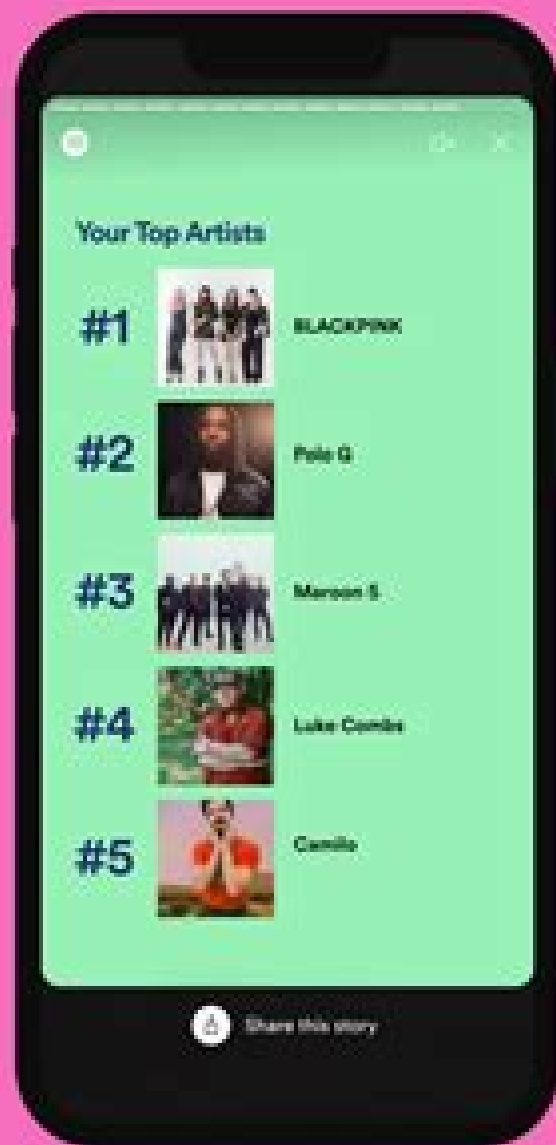 Your Top Artists
#1
BLACKPINK
#2
Polo G
#3
Maroon 5
#4
Luke Combs
#5
Camilo
Share this story